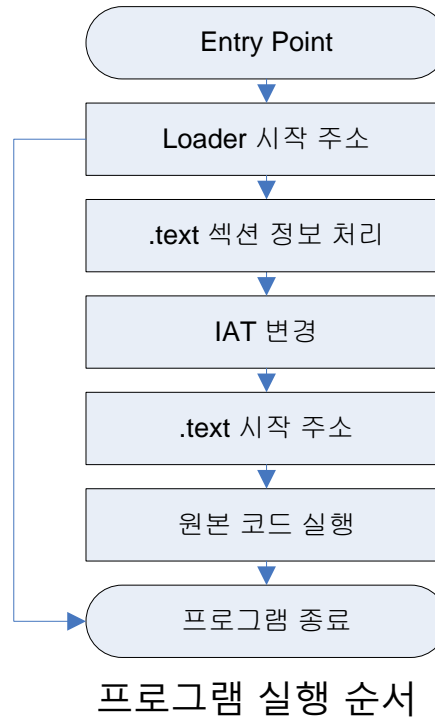 Entry Point
Loader 시작 주소
.text 섹션 정보 처리
IAT 변경
.text 시작 주소
원본 코드 실행
프로그램 종료
프로그램 실행 순서